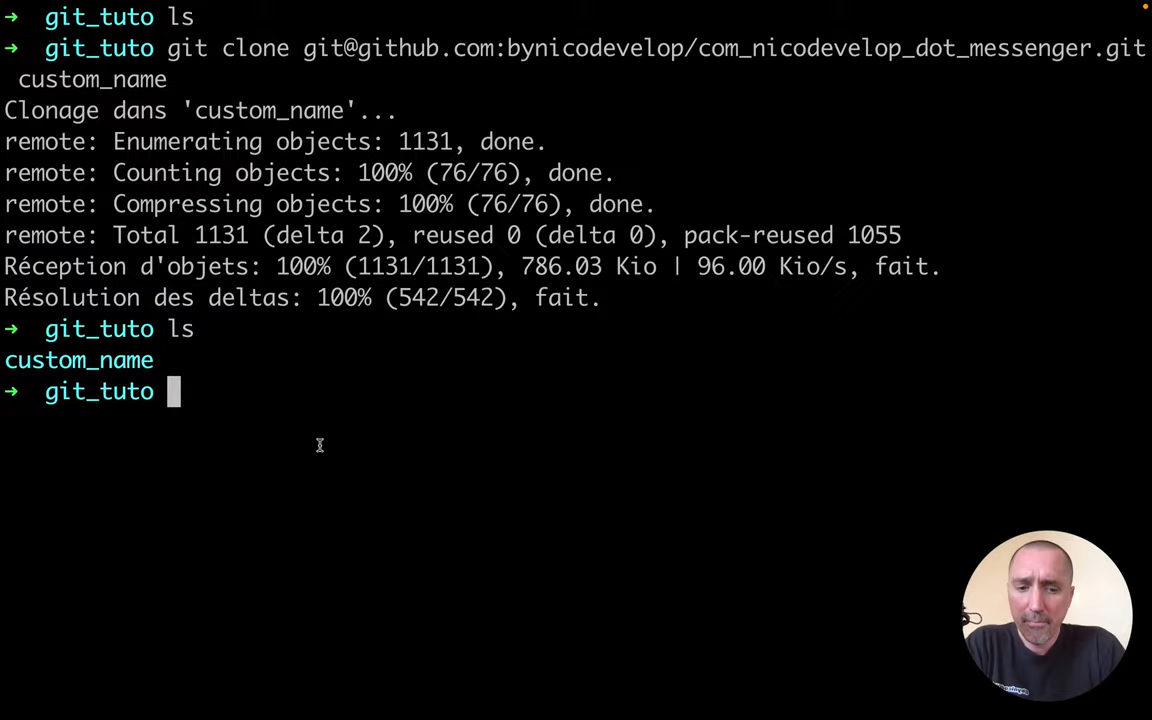 → git_tuto ls
→ git_tuto git clone git@github.com:bynicodevelop/com_nicodevelop_dot_messenger.git
custom_name
Clonage dans 'custom_name'...
remote: Enumerating objects: 1131, done.
remote: Counting objects: 100% (76/76), done.
remote: Compressing objects: 100% (76/76), done.
remote: Total 1131 (delta 2), reused 0 (delta 0), pack-reused 1055
Réception d'objets: 100% (1131/1131), 786.03 Kio | 96.00 Kio/s, fait.
Résolution des deltas: 100% (542/542), fait.
→ git_tuto ls
custom_name
→ git_tuto